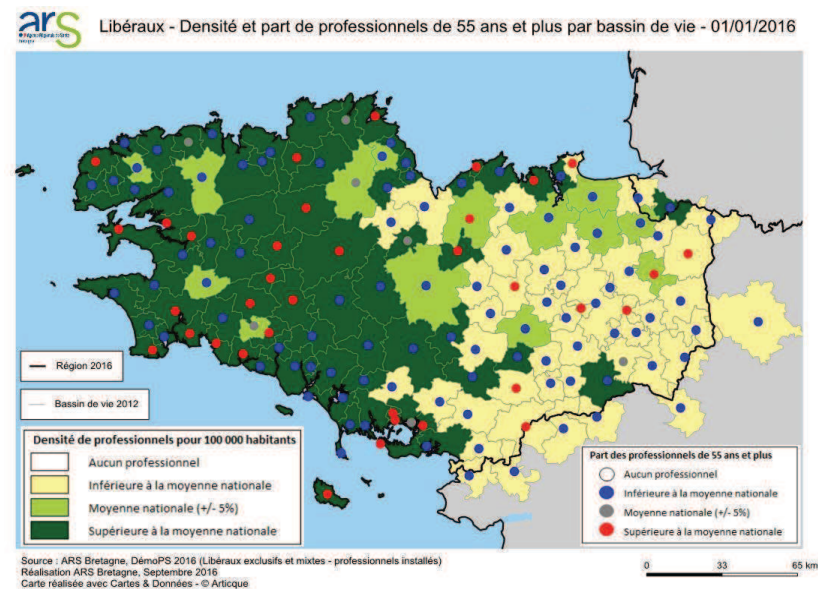 ars
Libéraux - Densité et part de professionnels de 55 ans et plus par bassin de vie - 01/01/2016
Région 2016
Bassin de vie 2012
Densité de professionnels pour 100 000 habitants
Aucun professionnel
Inférieure à la moyenne nationale
Moyenne nationale (+/- 5%)
Supérieure à la moyenne nationale
Part des professionnels de 55 ans et plus
Aucun professionnel
Inférieure à la moyenne nationale
Moyenne nationale (+/- 5%)
Supérieure à la moyenne nationale
0 33 65 km
Source : ARS Bretagne, DémoPS 2016 (Libéraux exclusifs et mixtes - professionnels installés)
Réalisation ARS Bretagne, Septembre 2016
Carte réalisée avec Cartes & Données - © Articque